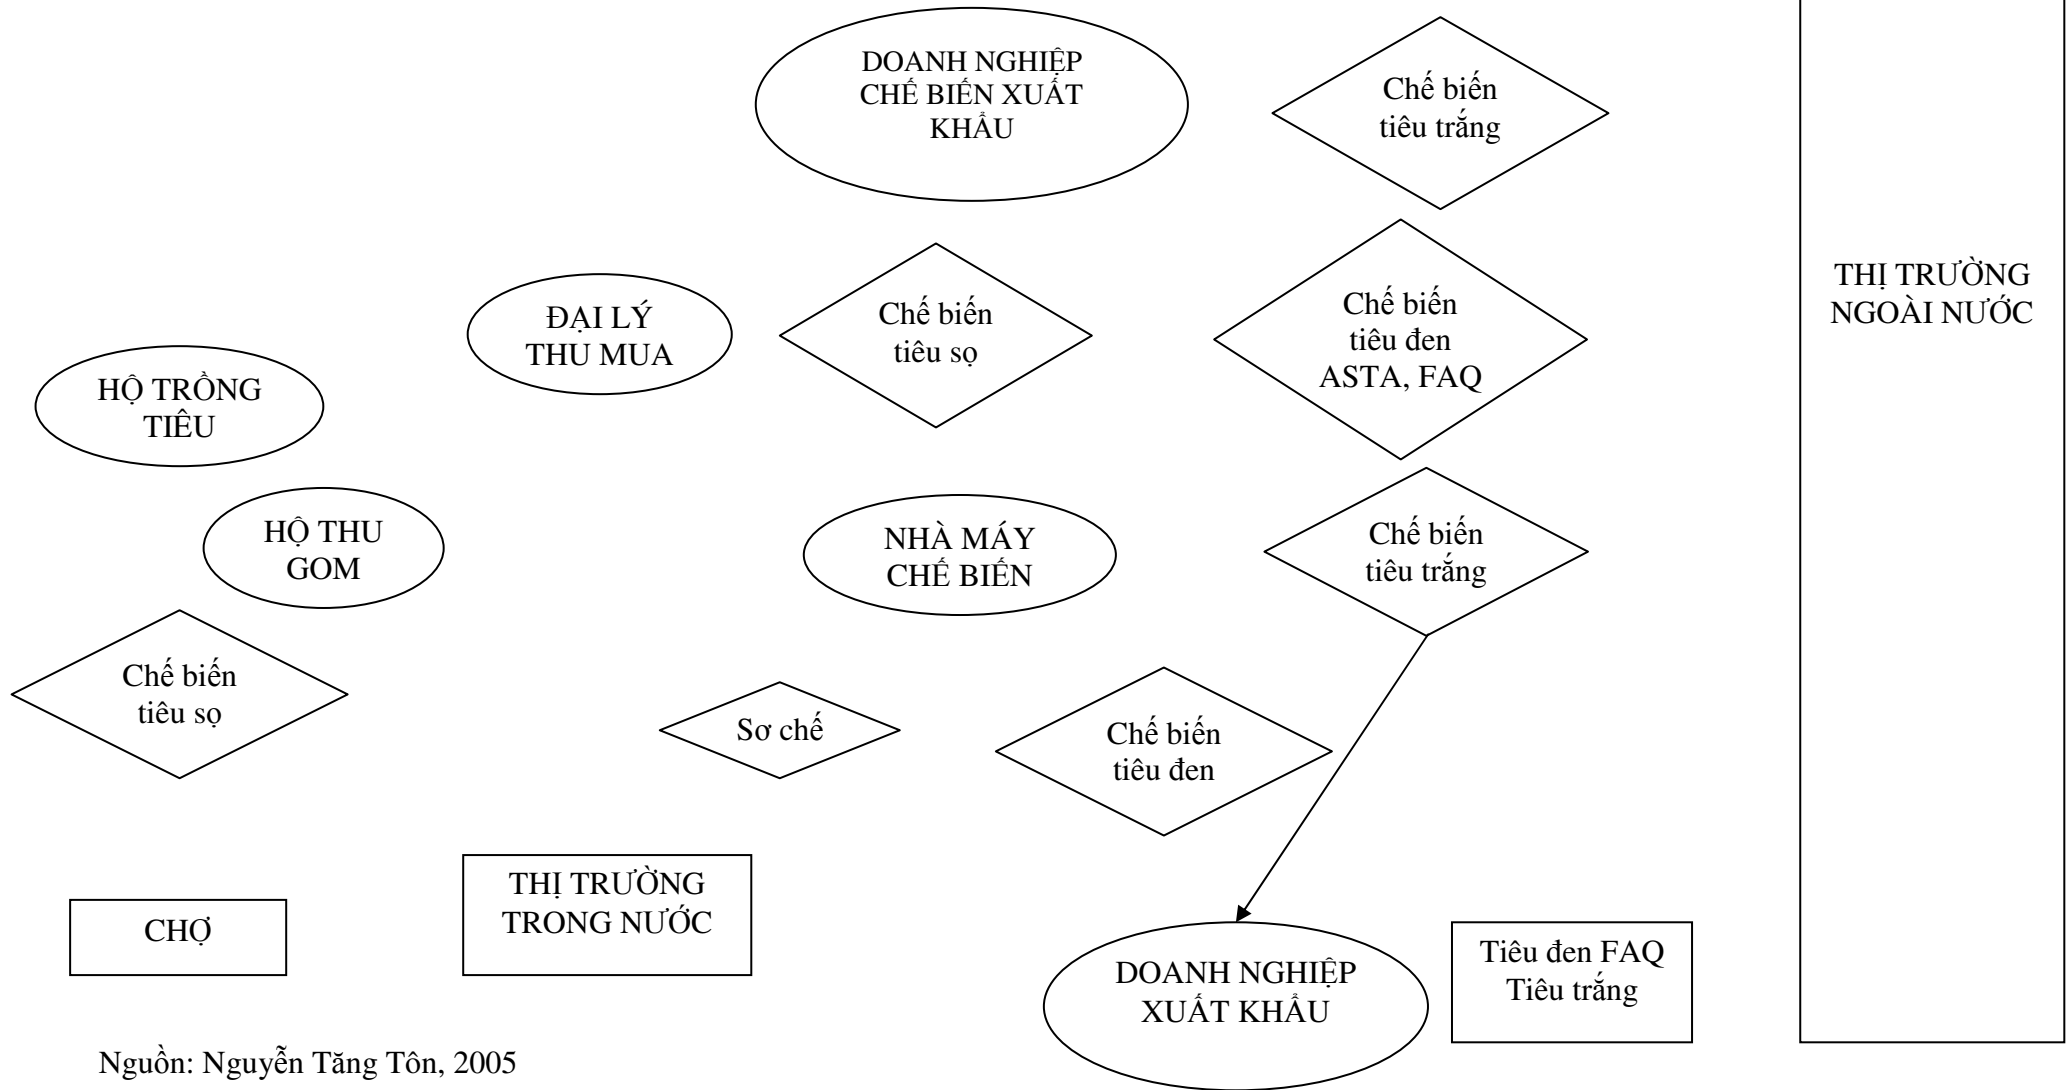 DOANH NGHIỆP
CHẾ BIẾN XUẤT
KHẨU
Chế biến
tiêu trắng
THỊ TRƯỜNG
NGOÀI NƯỚC
ĐẠI LÝ
THU MUA
Chế biến
tiêu sọ
Chế biến
tiêu đen
ASTA, FAQ
HỘ TRỒNG
TIÊU
HỘ THU
GOM
NHÀ MÁY
CHẾ BIẾN
Chế biến
tiêu trắng
Chế biến
tiêu sọ
Sơ chế
Chế biến
tiêu đen
CHỢ
THỊ TRƯỜNG
TRONG NƯỚC
DOANH NGHIỆP
XUẤT KHẨU
Tiêu đen FAQ
Tiêu trắng
Nguồn: Nguyễn Tăng Tôn, 2005